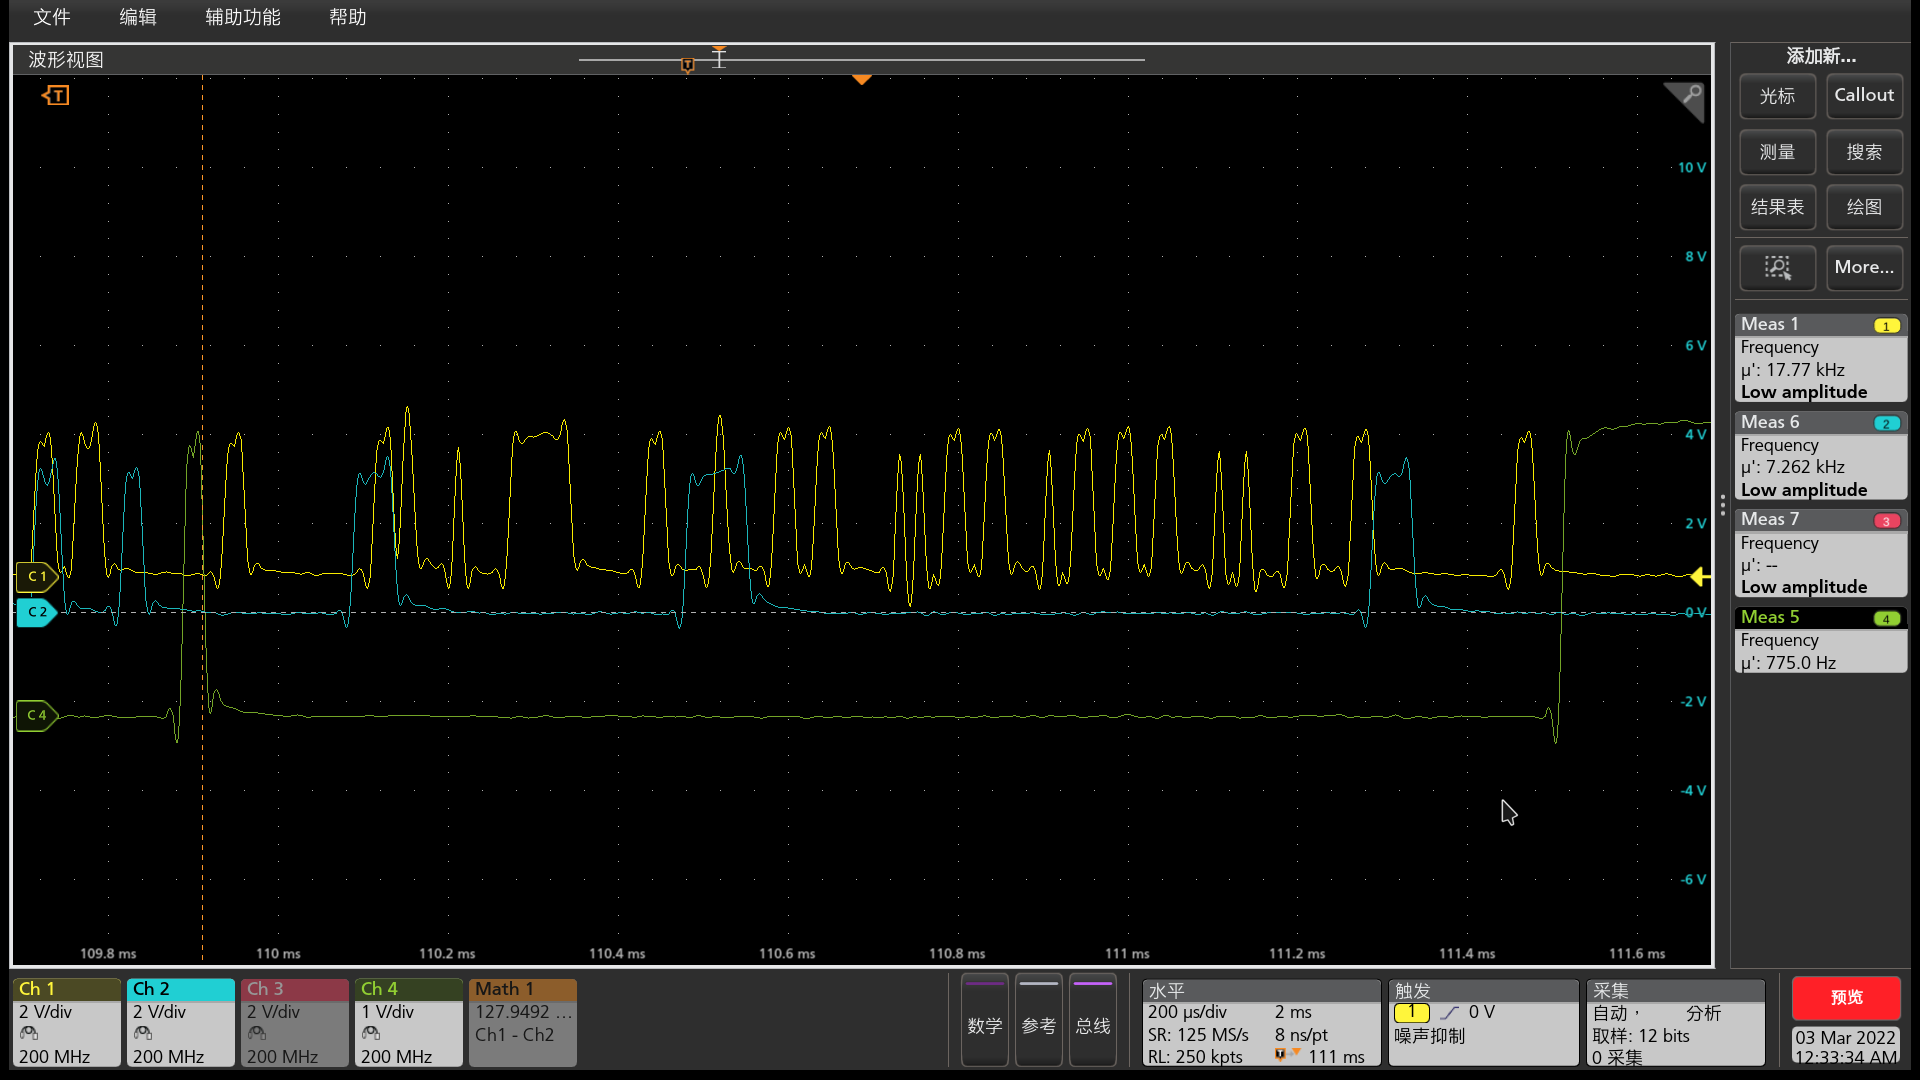 文件 编辑 辅助功能 帮助
波形视图
T
T
10 V
8 V
6 V
4 V
2 V
0 V
-2 V
-4 V
-6 V
C 1
C 2
C 4
109.8 ms 110 ms 110.2 ms 110.4 ms 110.6 ms 110.8 ms 111 ms 111.2 ms 111.4 ms 111.6 ms
添加新...
光标 Callout
测量 搜索
结果表 绘图
More...
Meas 1 1
Frequency
µ': 17.77 kHz
Low amplitude
Meas 6 2
Frequency
µ': 7.262 kHz
Low amplitude
Meas 7 3
Frequency
µ': --
Low amplitude
Meas 5 4
Frequency
µ': 775.0 Hz
Ch 1
2 V/div
200 MHz
Ch 2
2 V/div
200 MHz
Ch 3
2 V/div
200 MHz
Ch 4
1 V/div
200 MHz
Math 1
127.9492 ...
Ch1 - Ch2
数学 参考 总线
水平
200 µs/div 2 ms
SR: 125 MS/s 8 ns/pt
RL: 250 kpts T 111 ms
触发
1 0 V
噪声抑制
采集
自动， 分析
取样: 12 bits
0 采集
预览
03 Mar 2022
12:33:34 AM